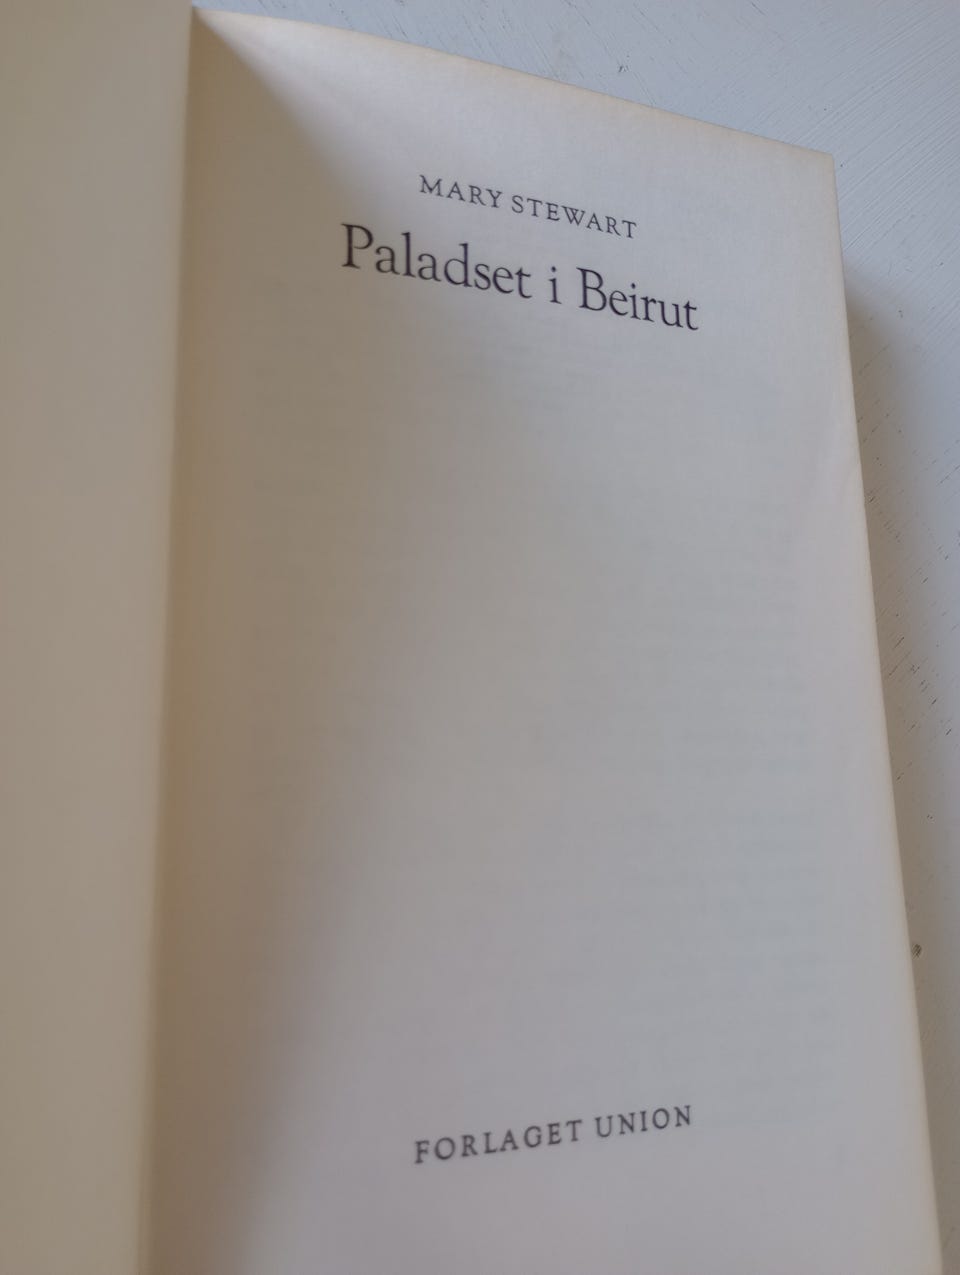 MARY STEWART
Paladset i Beirut
FORLAGET UNION